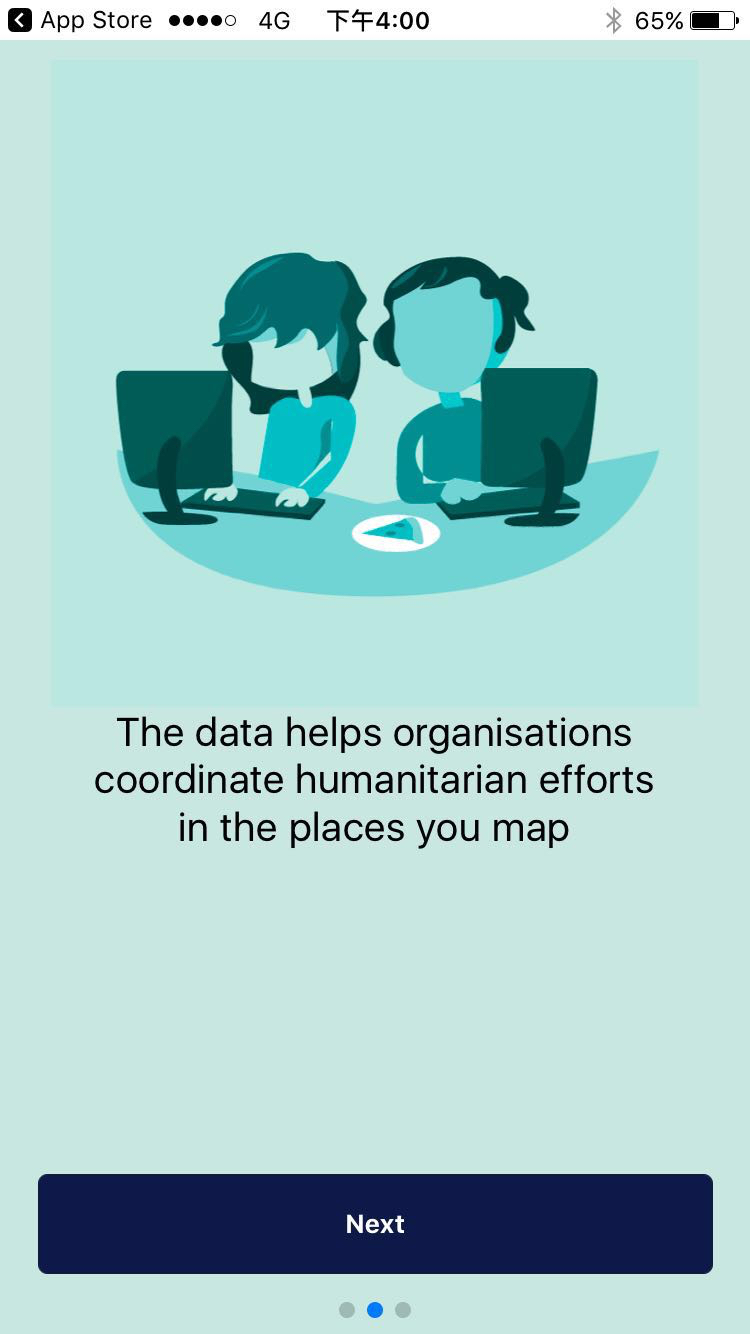 App Store 4G 下午4:00 65%
The data helps organisations
coordinate humanitarian efforts
in the places you map
Next